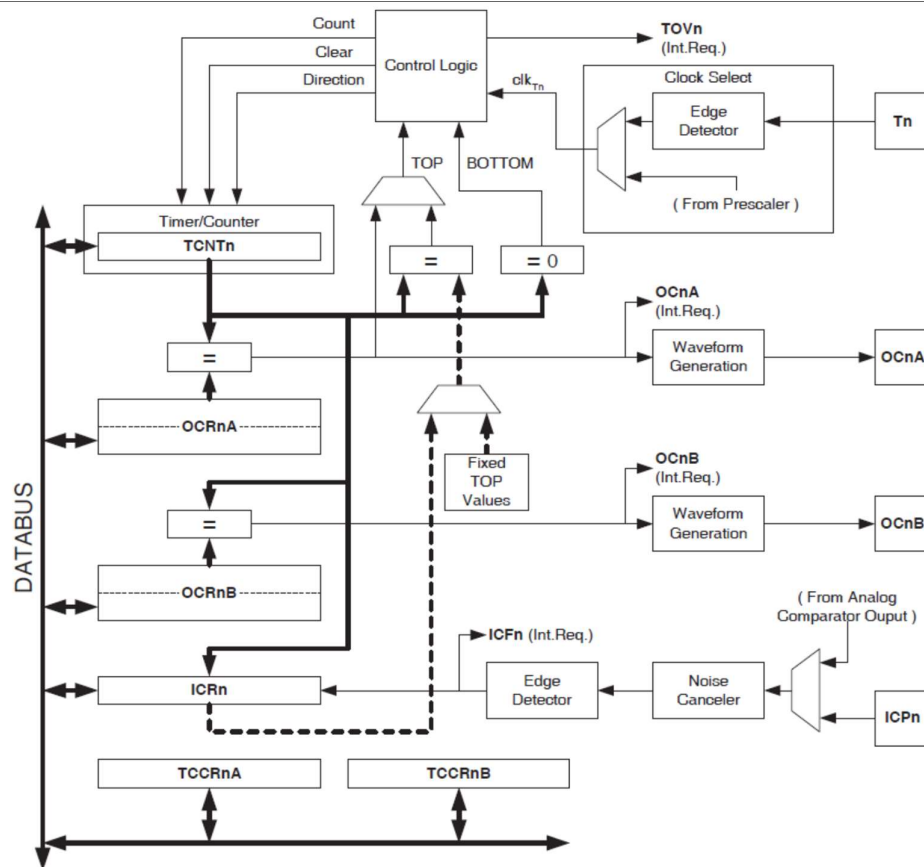 Count
Clear
Direction
Control Logic
TOVn
(Int.Req.)
clkTn
Clock Select
Edge
Detector
Tn
( From Prescaler )
TOP
BOTTOM
Timer/Counter
TCNTn
=
= 0
=
OCRnA
OCnA
(Int.Req.)
Waveform
Generation
OCnA
Fixed
TOP
Values
DATABUS
=
OCRnB
OCnB
(Int.Req.)
Waveform
Generation
OCnB
( From Analog
Comparator Ouput )
ICFn (Int.Req.)
ICRn
Edge
Detector
Noise
Canceler
ICPn
TCCRnA
TCCRnB